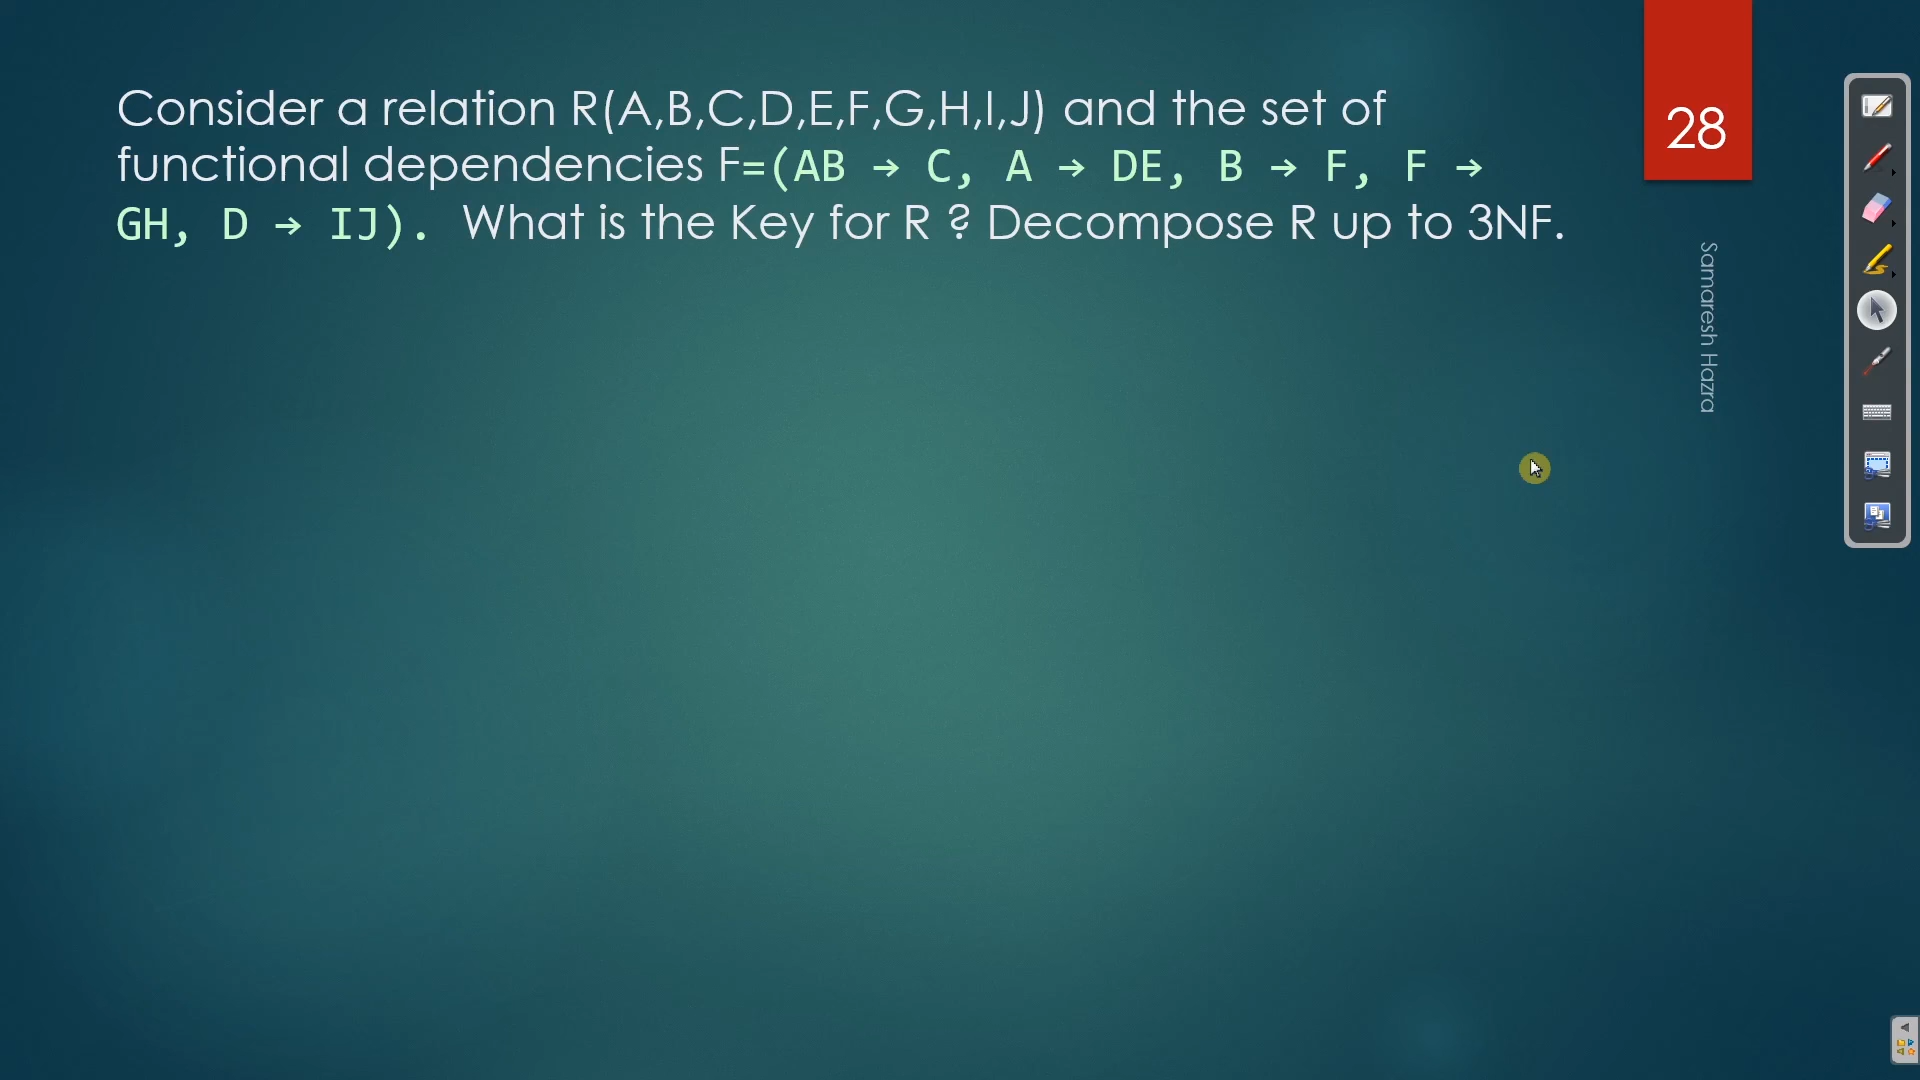 Consider a relation R(A,B,C,D,E,F,G,H,I,J) and the set of
functional dependencies F=(AB → C, A → DE, B → F, F →
GH, D → IJ). What is the Key for R ? Decompose R up to 3NF.
28
Samaresh Hazra